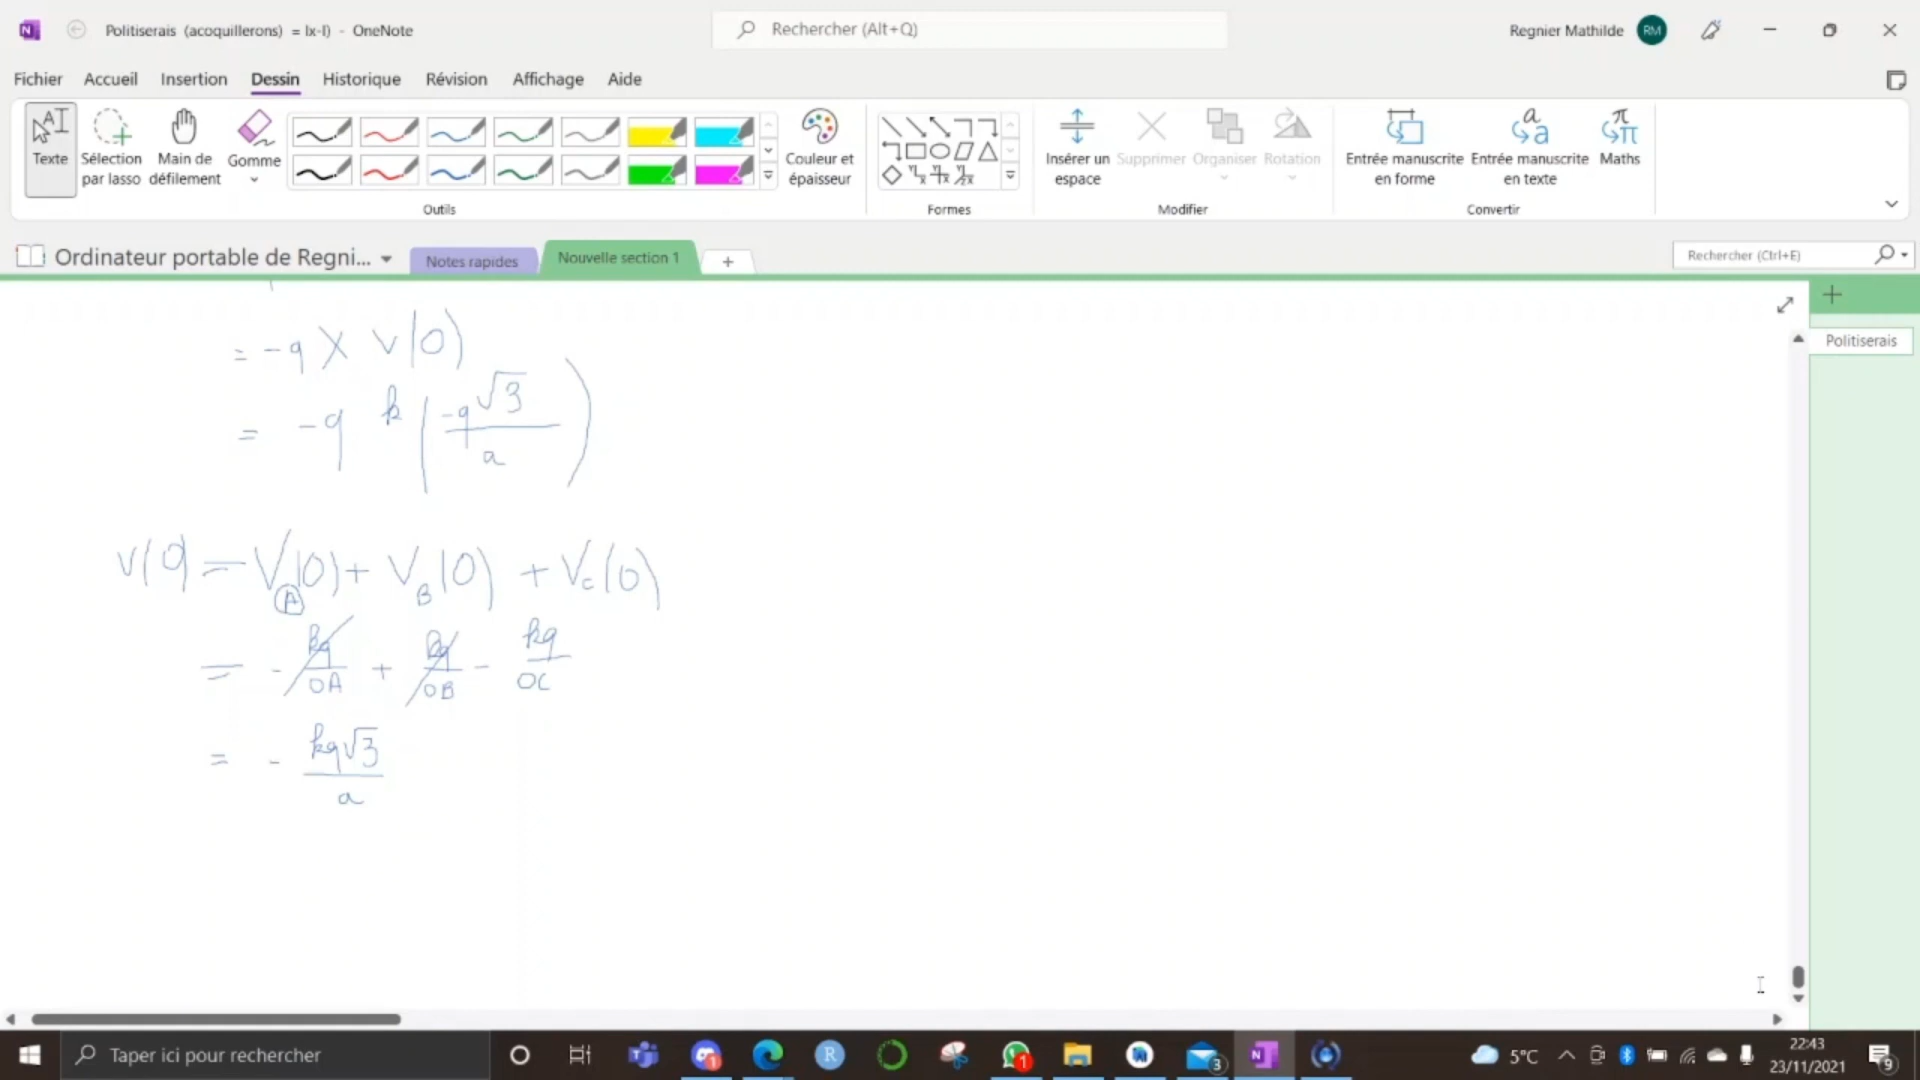 Politiserais (acoquillerons) = lx-l) - OneNote
Rechercher (Alt+Q)
Regnier Mathilde RM
Fichier Accueil Insertion Dessin Historique Révision Affichage Aide
Texte
Sélection par lasso
Main de défilement
Gomme
Couleur et épaisseur
Insérer un espace
Supprimer
Organiser
Rotation
Entrée manuscrite en forme
Entrée manuscrite en texte
Maths
Outils Formes Modifier Convertir
Ordinateur portable de Regni...
Notes rapides
Nouvelle section 1
+
Rechercher (Ctrl+E)
Politiserais
= -q X V(0)
= -q k (-q√3 / a)
V(0) = V_A(0) + V_B(0) + V_C(0)
= - kq/OA + kq/OB - kq/OC
= - kq√3 / a
Taper ici pour rechercher
5°C
22:43
23/11/2021